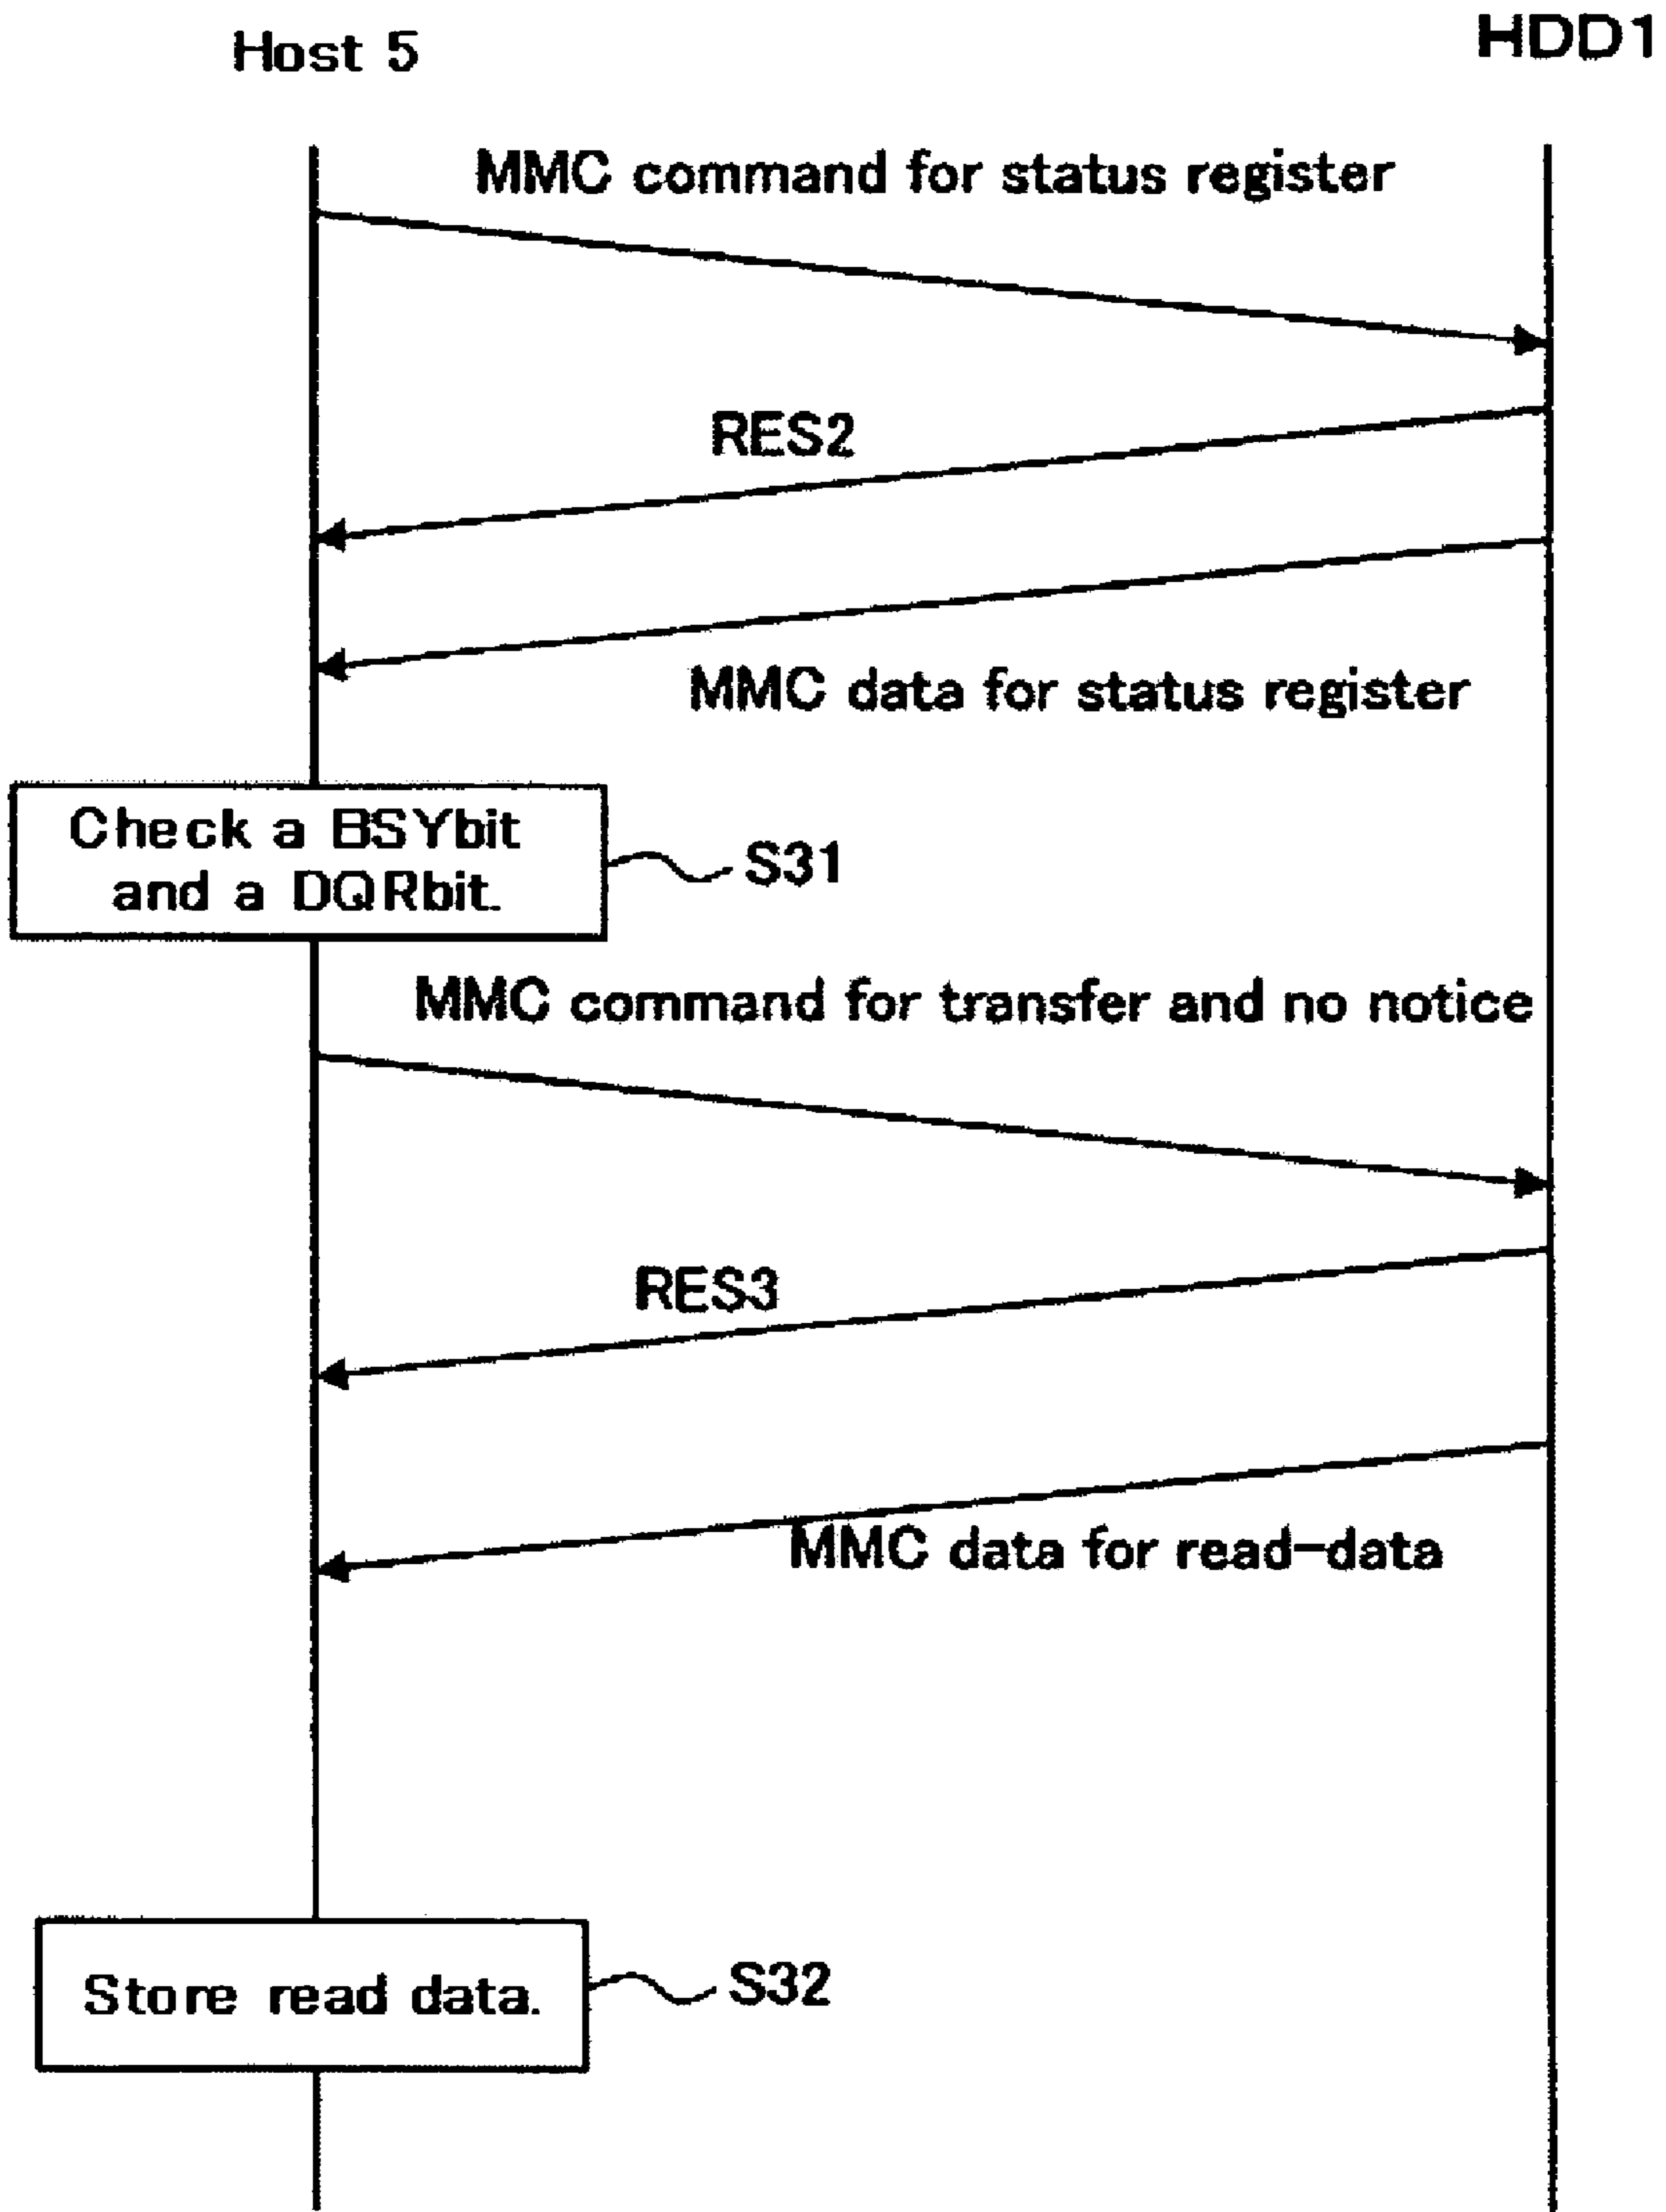 Host 5
HDD1
MMC command for status register
RES2
MMC data for status register
Check a BSYbit
and a DQRbit.
S31
MMC command for transfer and no notice
RES3
MMC data for read-data
Store read data.
S32